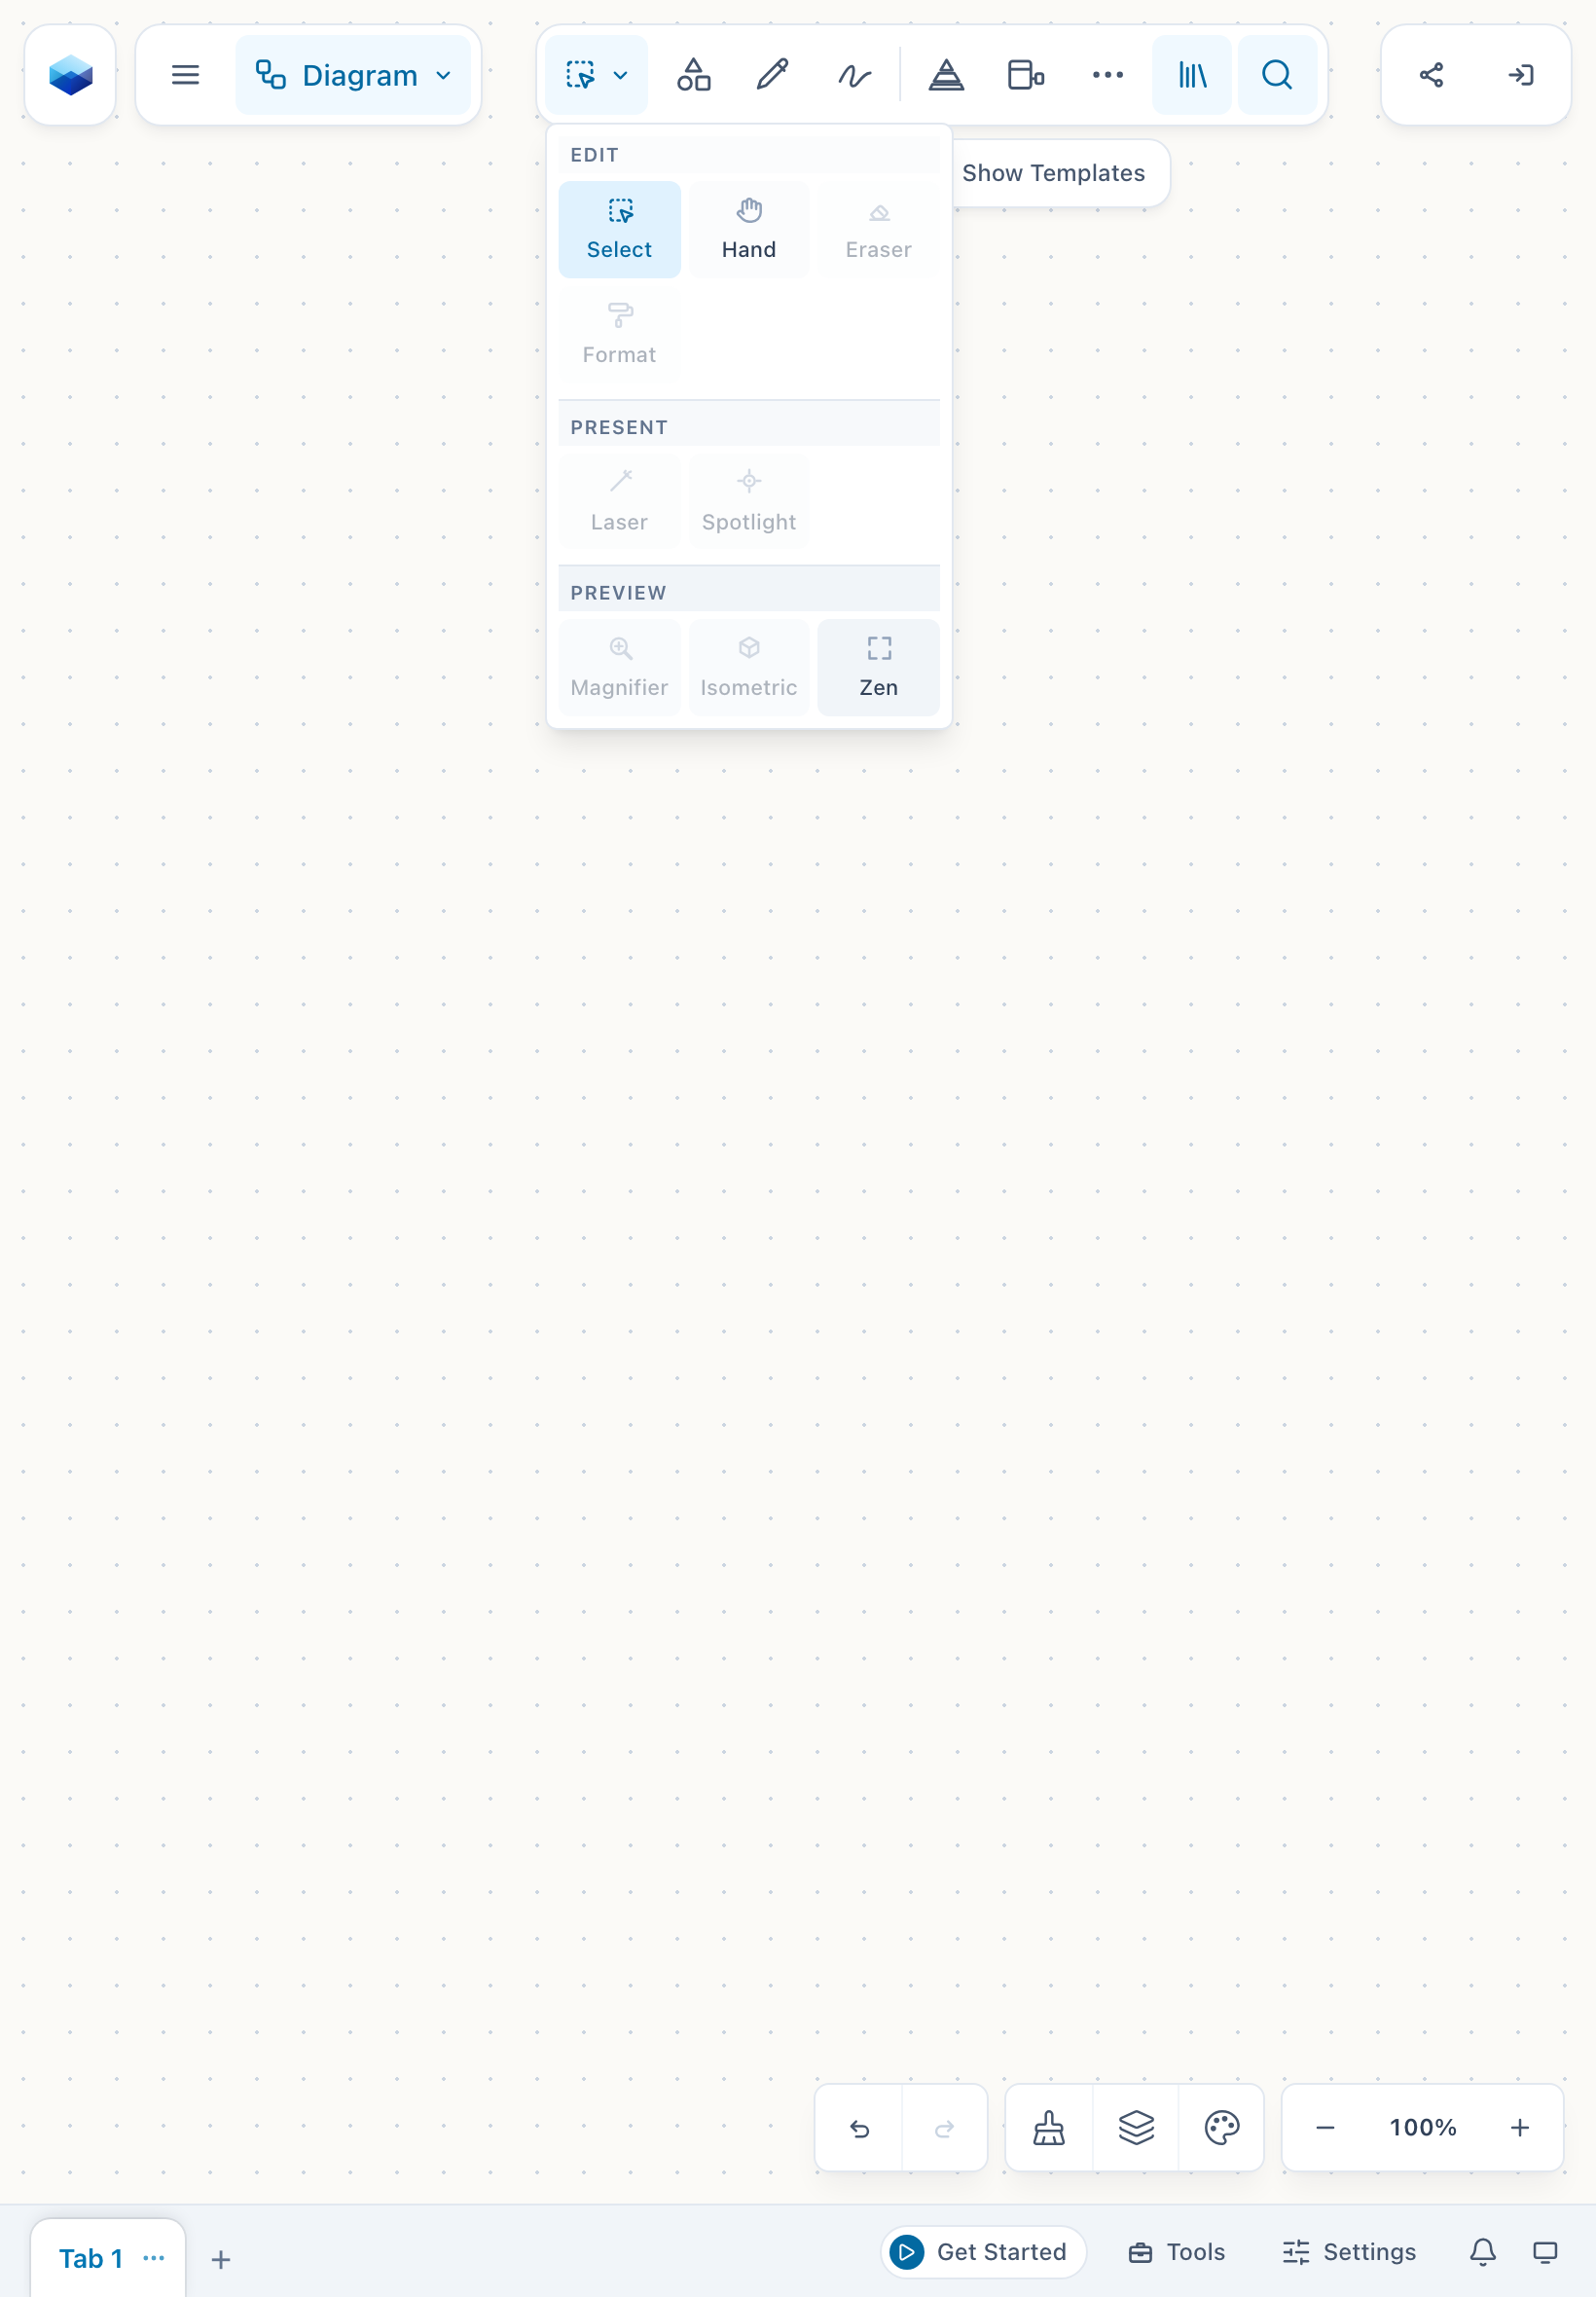 Diagram
EDIT
Show Templates
Select Hand Eraser
Format
PRESENT
Laser Spotlight
PREVIEW
Magnifier Isometric Zen
100%
Tab 1 Get Started Tools Settings